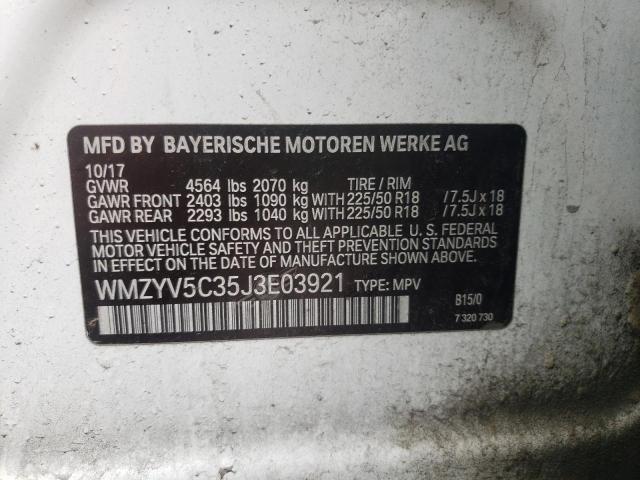 MFD BY BAYERISCHE MOTOREN WERKE AG
10/17
GVWR 4564 lbs 2070 kg TIRE / RIM
GAWR FRONT 2403 lbs 1090 kg WITH 225/50 R18 / 7.5J x 18
GAWR REAR 2293 lbs 1040 kg WITH 225/50 R18 / 7.5J x 18
THIS VEHICLE CONFORMS TO ALL APPLICABLE U. S. FEDERAL
MOTOR VEHICLE SAFETY AND THEFT PREVENTION STANDARDS
IN EFFECT ON THE DATE OF MANUFACTURE SHOWN ABOVE.
WMZYV5C35J3E03921 TYPE: MPV
B15/0
7 320 730